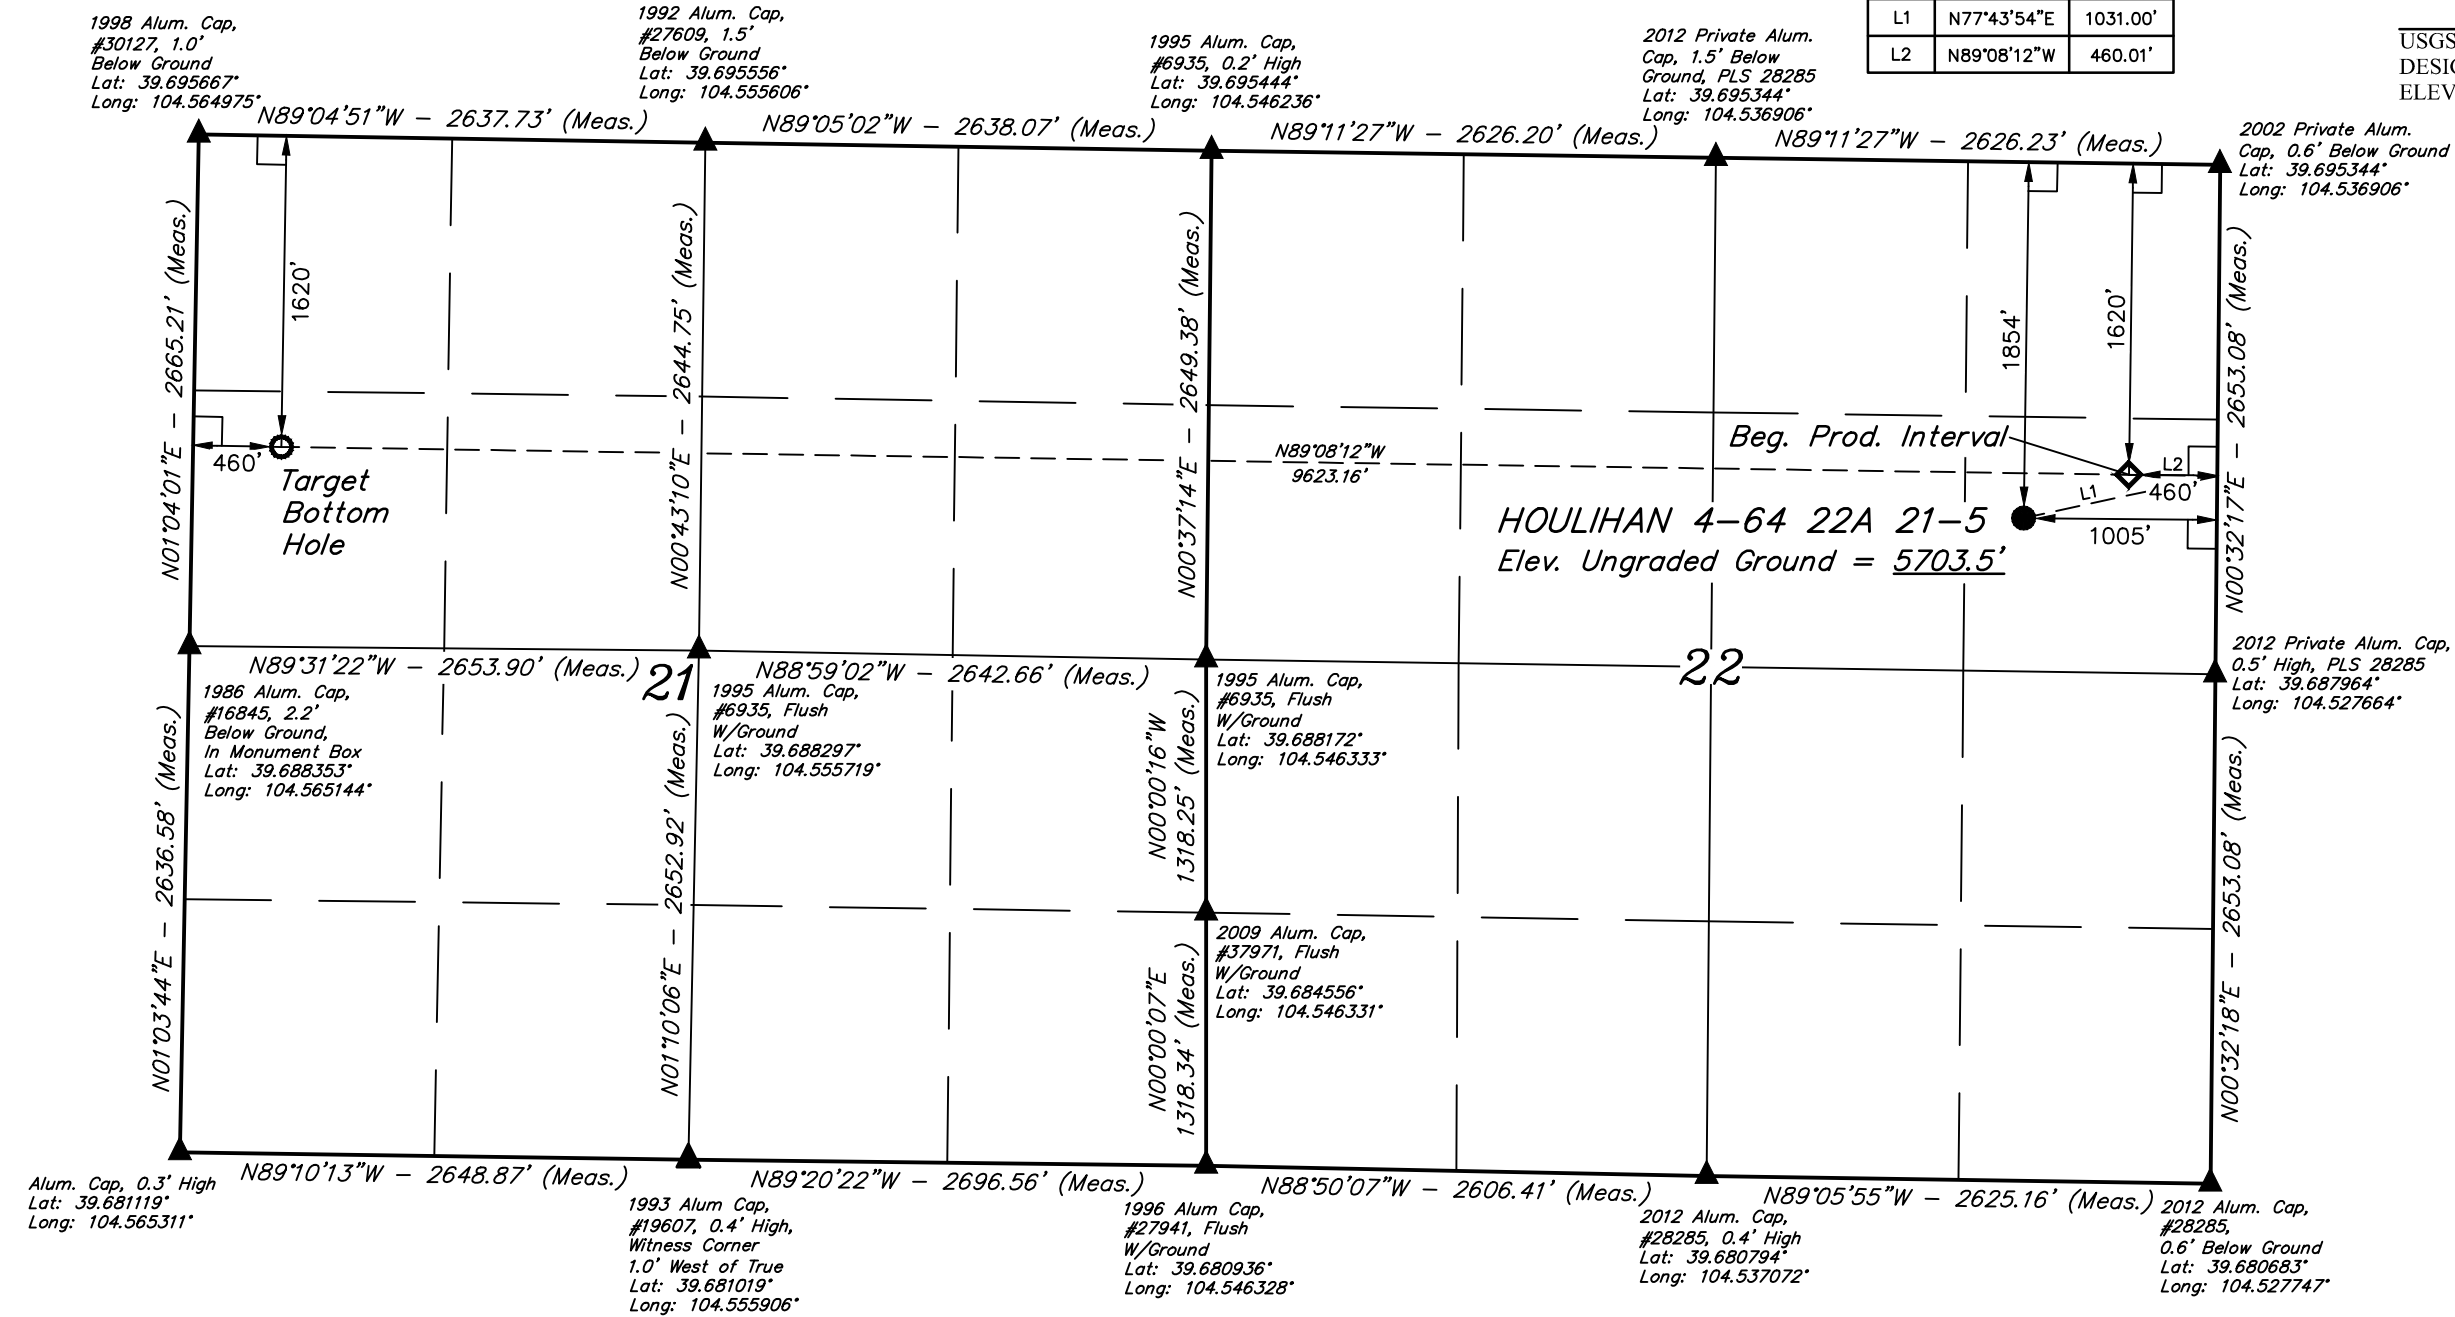 1998 Alum. Cap,
#30127, 1.0'
Below Ground
Lat: 39.695667°
Long: 104.564975°
1992 Alum. Cap,
#27609, 1.5'
Below Ground
Lat: 39.695556°
Long: 104.555606°
1995 Alum. Cap,
#6935, 0.2' High
Lat: 39.695444°
Long: 104.546236°
2012 Private Alum.
Cap, 1.5' Below
Ground, PLS 28285
Lat: 39.695344°
Long: 104.536906°
L1 N77°43'54"E 1031.00'
L2 N89°08'12"W 460.01'
USGS
DESIG
ELEV
2002 Private Alum.
Cap, 0.6' Below Ground
Lat: 39.695344°
Long: 104.536906°
N89°04'51"W - 2637.73' (Meas.)
N89°05'02"W - 2638.07' (Meas.)
N89°11'27"W - 2626.20' (Meas.)
N89°11'27"W - 2626.23' (Meas.)
N01°04'01"E - 2665.21' (Meas.)
1620'
N00°43'10"E - 2644.75' (Meas.)
N00°37'14"E - 2649.38' (Meas.)
1854'
1620'
N00°32'17"E - 2653.08' (Meas.)
460'
Target
Bottom
Hole
N89°08'12"W
9623.16'
Beg. Prod. Interval
L2
460'
L1
1005'
HOULIHAN 4-64 22A 21-5
Elev. Ungraded Ground = 5703.5'
N89°31'22"W - 2653.90' (Meas.)
21
N88°59'02"W - 2642.66' (Meas.)
22
1986 Alum. Cap,
#16845, 2.2'
Below Ground,
In Monument Box
Lat: 39.688353°
Long: 104.565144°
1995 Alum. Cap,
#6935, Flush
W/Ground
Lat: 39.688297°
Long: 104.555719°
1995 Alum. Cap,
#6935, Flush
W/Ground
Lat: 39.688172°
Long: 104.546333°
2012 Private Alum. Cap,
0.5' High, PLS 28285
Lat: 39.687964°
Long: 104.527664°
N01°03'44"E - 2636.58' (Meas.)
N01°10'06"E - 2652.92' (Meas.)
N00°00'16"W
1318.25' (Meas.)
N00°32'18"E - 2653.08' (Meas.)
2009 Alum. Cap,
#37971, Flush
W/Ground
Lat: 39.684556°
Long: 104.546331°
N00°00'07"E
1318.34' (Meas.)
N89°10'13"W - 2648.87' (Meas.)
N89°20'22"W - 2696.56' (Meas.)
N88°50'07"W - 2606.41' (Meas.)
N89°05'55"W - 2625.16' (Meas.)
Alum. Cap, 0.3' High
Lat: 39.681119°
Long: 104.565311°
1993 Alum Cap,
#19607, 0.4' High,
Witness Corner
1.0' West of True
Lat: 39.681019°
Long: 104.555906°
1996 Alum Cap,
#27941, Flush
W/Ground
Lat: 39.680936°
Long: 104.546328°
2012 Alum. Cap,
#28285, 0.4' High
Lat: 39.680794°
Long: 104.537072°
2012 Alum. Cap,
#28285,
0.6' Below Ground
Lat: 39.680683°
Long: 104.527747°